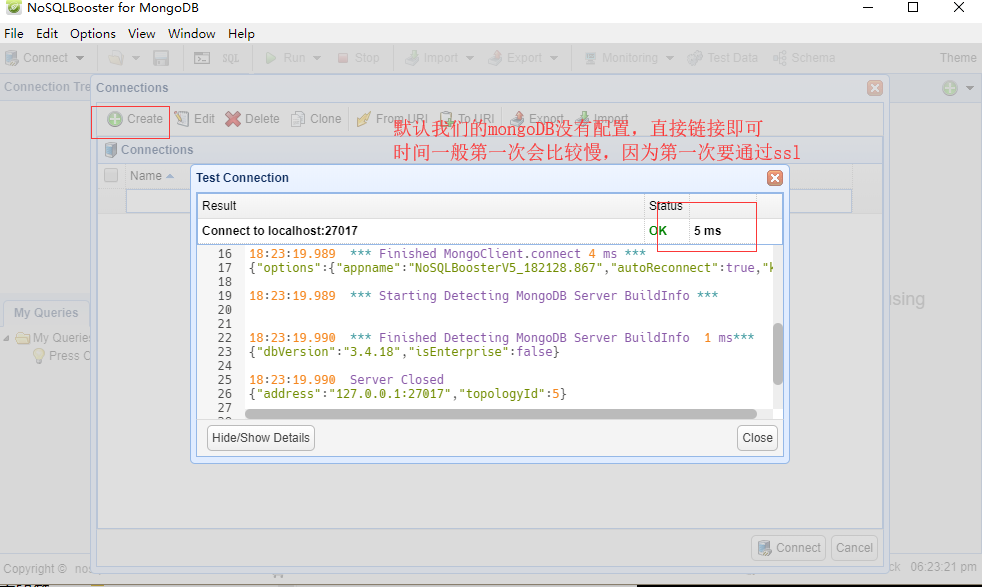 NoSQLBooster for MongoDB
File Edit Options View Window Help
Connect Run Stop Import Export Monitoring Test Data Schema Theme
Connection Tre
Connections
Create Edit Delete Clone From URI To URI Export Import
默认我们的mongoDB没有配置，直接链接即可
时间一般第一次会比较慢，因为第一次要通过ssl
Connections
Name
Test Connection
Result Status
Connect to localhost:27017 OK 5 ms
16 18:23:19.989 *** Finished MongoClient.connect 4 ms ***
17 {"options":{"appname":"NoSQLBoosterV5_182128.867","autoReconnect":true,"k
18
19 18:23:19.989 *** Starting Detecting MongoDB Server BuildInfo ***
20
21
22 18:23:19.990 *** Finished Detecting MongoDB Server BuildInfo 1 ms***
23 {"dbVersion":"3.4.18","isEnterprise":false}
24
25 18:23:19.990 Server Closed
26 {"address":"127.0.0.1:27017","topologyId":5}
27
My Queries
My Querie
Press C
using
Hide/Show Details Close
Connect Cancel
Copyright © nos
ck 06:23:21 pm